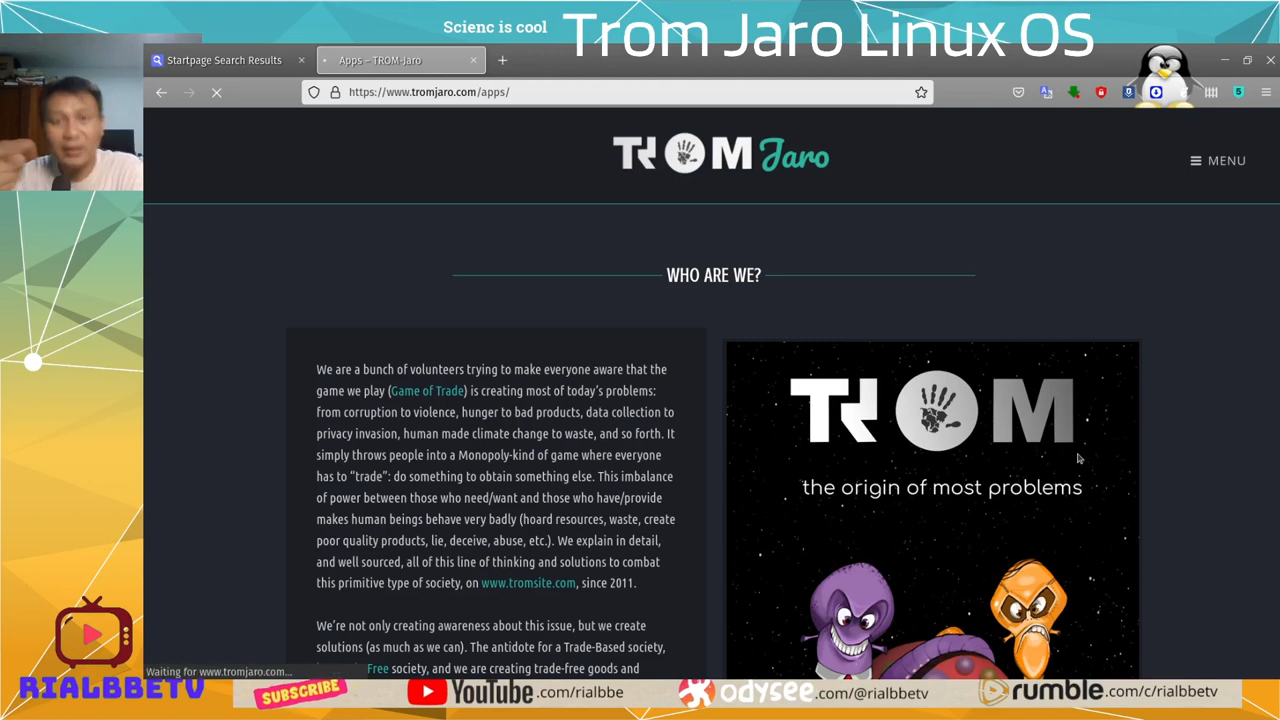 Scienc is cool
Trom Jaro Linux OS
Startpage Search Results
Apps – TROM-Jaro
https://www.tromjaro.com/apps/
5
TROM Jaro
MENU
WHO ARE WE?
We are a bunch of volunteers trying to make everyone aware that the
game we play (Game of Trade) is creating most of today's problems:
from corruption to violence, hunger to bad products, data collection to
privacy invasion, human made climate change to waste, and so forth. It
simply throws people into a Monopoly-kind of game where everyone
has to "trade": do something to obtain something else. This imbalance
of power between those who need/want and those who have/provide
makes human beings behave very badly (hoard resources, waste, create
poor quality products, lie, deceive, abuse, etc.). We explain in detail,
and well sourced, all of this line of thinking and solutions to combat
this primitive type of society, on www.tromsite.com, since 2011.
We're not only creating awareness about this issue, but we create
solutions (as much as we can). The antidote for a Trade-Based society,
Free society, and we are creating trade-free goods and
TROM
the origin of most problems
Waiting for www.tromjaro.com...
RIALBBETV
SUBSCRIBE
YouTube.com/rialbbe
odysee.com/@rialbbetv
rumble.com/c/rialbbetv